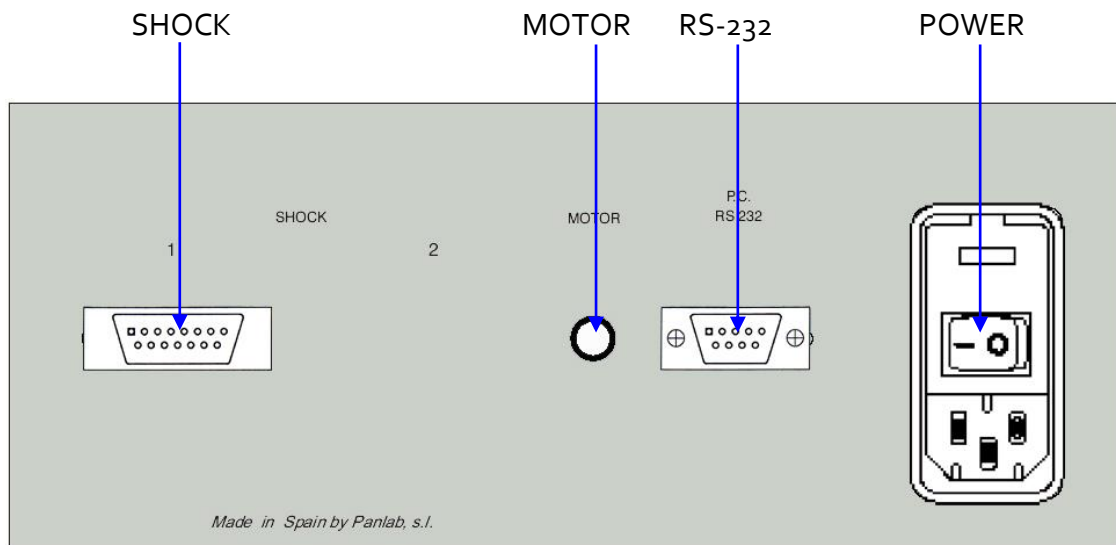 SHOCK MOTOR RS-232 POWER
P.C.
SHOCK MOTOR RS 232
1 2
Made in Spain by Panlab, s.l.